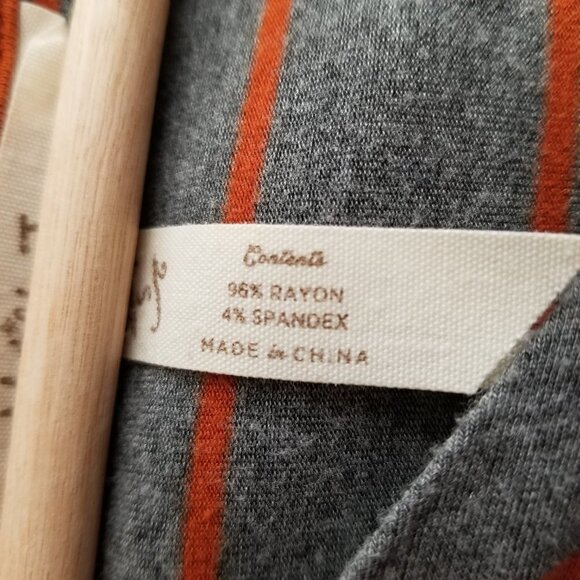 Contents
96% RAYON
4% SPANDEX
MADE in CHINA